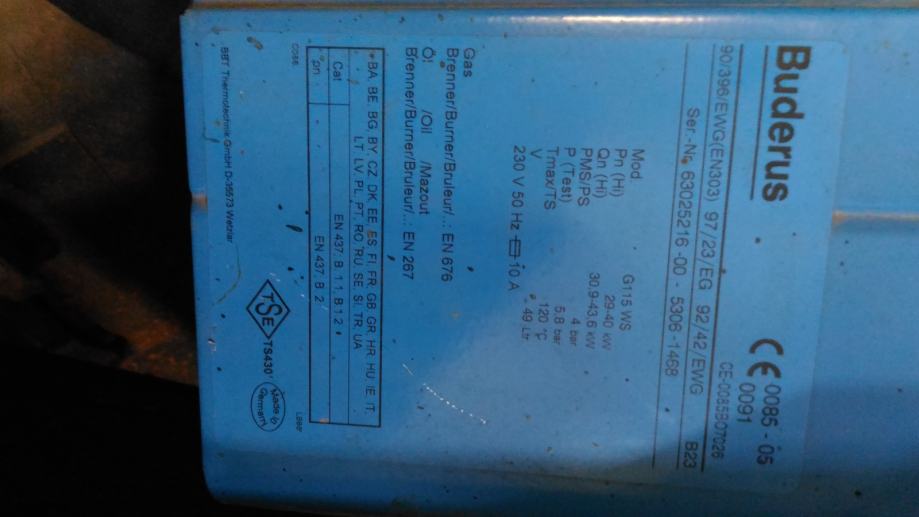 Buderus
CE 0085 - 05
0091
90/396/EWG(EN303) 97/23/EG 92/42/EWG
CE-0085B07026
Ser.-Nr. 63025216 -00 - 5306 -1468
B23
Mod. G115 WS
Pn (Hi) 29-40 kW
Qn (Hi) 30.9-43.6 kW
PMS/PS 4 bar
P (Test) 5.8 bar
Tmax/TS 120 °C
V 49 Ltr.
230 V 50 Hz 10 A
Gas
Brenner/Burner/Bruleur/..: EN 676
Öl /Oil /Mazout
Brenner/Burner/Bruleur/..: EN 267
BA, BE, BG, BY, CZ, DK, EE, ES, FI, FR, GB, GR, HR, HU, IE, IT,
LT, LV, PL, PT, RO, RU, SE, SI, TR, UA
Cat EN 437: B 1 1, B 1 2
pn EN 437: B 2
TSE TS430
Made in
Germany
BBT Thermotechnik GmbH D-35573 Wetzlar